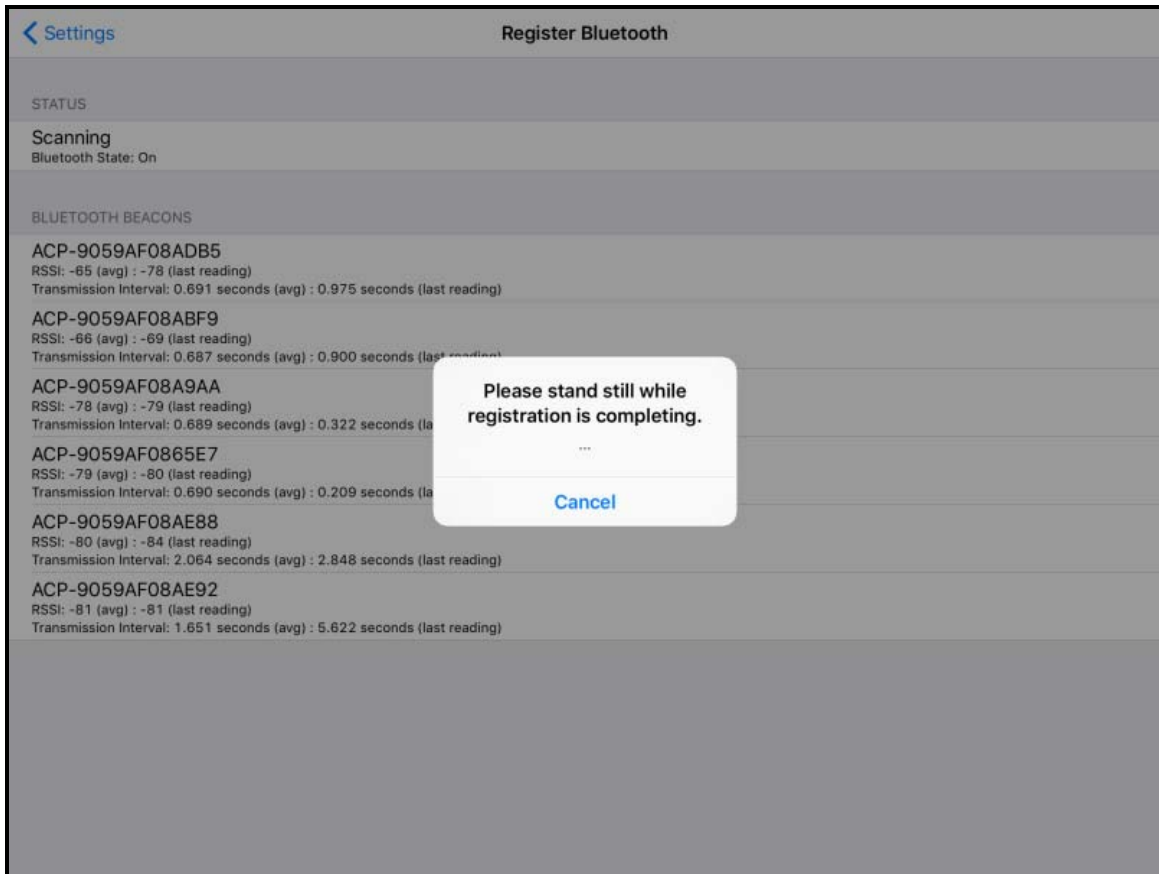 Settings
Register Bluetooth
STATUS
Scanning
Bluetooth State: On
BLUETOOTH BEACONS
ACP-9059AF08ADB5
RSSI: -65 (avg) : -78 (last reading)
Transmission Interval: 0.691 seconds (avg) : 0.975 seconds (last reading)
ACP-9059AF08ABF9
RSSI: -66 (avg) : -69 (last reading)
Transmission Interval: 0.687 seconds (avg) : 0.900 seconds (last reading)
ACP-9059AF08A9AA
RSSI: -78 (avg) : -79 (last reading)
Transmission Interval: 0.689 seconds (avg) : 0.322 seconds (la
ACP-9059AF0865E7
RSSI: -79 (avg) : -80 (last reading)
Transmission Interval: 0.690 seconds (avg) : 0.209 seconds (la
ACP-9059AF08AE88
RSSI: -80 (avg) : -84 (last reading)
Transmission Interval: 2.064 seconds (avg) : 2.848 seconds (last reading)
ACP-9059AF08AE92
RSSI: -81 (avg) : -81 (last reading)
Transmission Interval: 1.651 seconds (avg) : 5.622 seconds (last reading)
Please stand still while
registration is completing.
...
Cancel